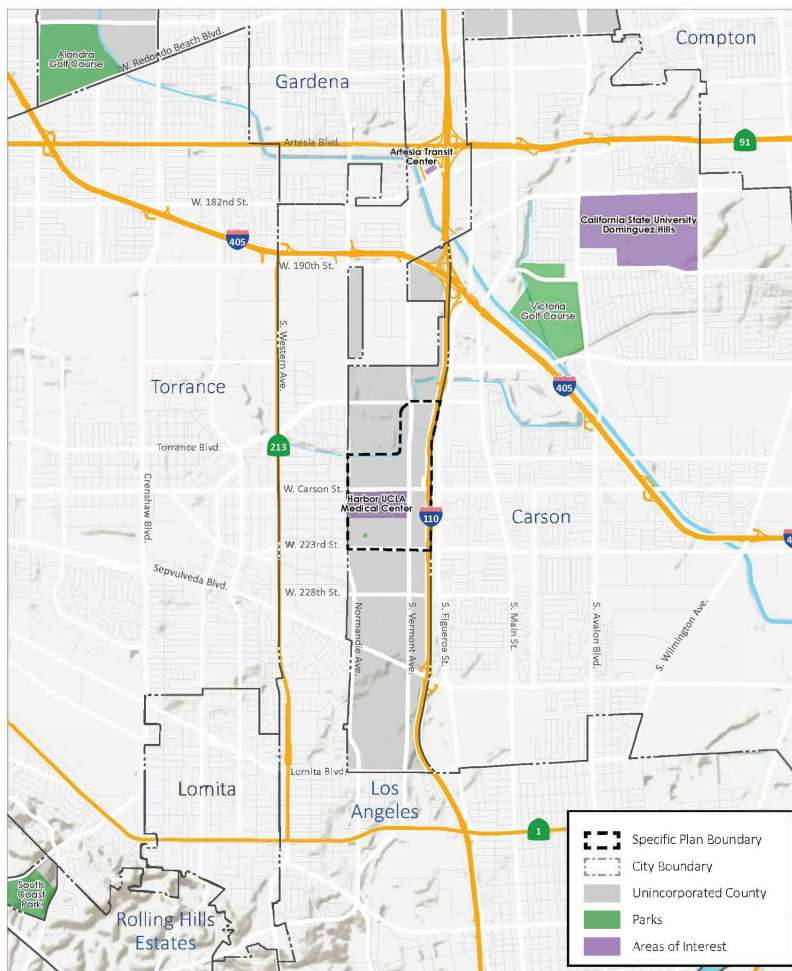 Compton
Alondra
Golf Course
W. Redondo Beach Blvd.
Gardena
Artesia Blvd.
91
Artesia Transit
Center
W. 182nd St.
California State University
Dominguez Hills
405
W. 190th St.
Victoria
Golf Course
S. Western Ave.
Torrance
405
Torrance Blvd.
213
Crenshaw Blvd.
W. Carson St.
Harbor UCLA
Medical Center
110
Carson
4
W. 223rd St.
Sepulveda Blvd.
W. 228th St.
Normandie Ave.
S. Vermont Ave.
S. Figueroa St.
S. Main St.
S. Avalon Blvd.
S. Wilmington Ave.
Lomita Blvd.
Lomita
Los
Angeles
1
South
Coast
Park
Rolling Hills
Estates
Specific Plan Boundary
City Boundary
Unincorporated County
Parks
Areas of Interest